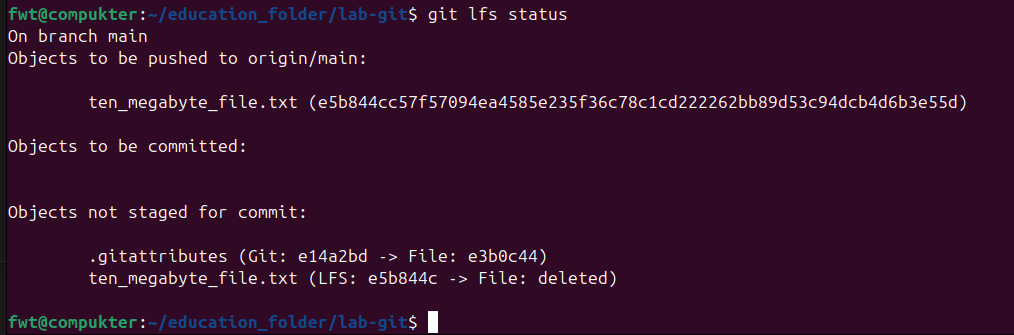 fwt@compukter:~/education_folder/lab-git$ git lfs status
On branch main
Objects to be pushed to origin/main:
ten_megabyte_file.txt (e5b844cc57f57094ea4585e235f36c78c1cd222262bb89d53c94dcb4d6b3e55d)
Objects to be committed:
Objects not staged for commit:
.gitattributes (Git: e14a2bd -> File: e3b0c44)
ten_megabyte_file.txt (LFS: e5b844c -> File: deleted)
fwt@compukter:~/education_folder/lab-git$